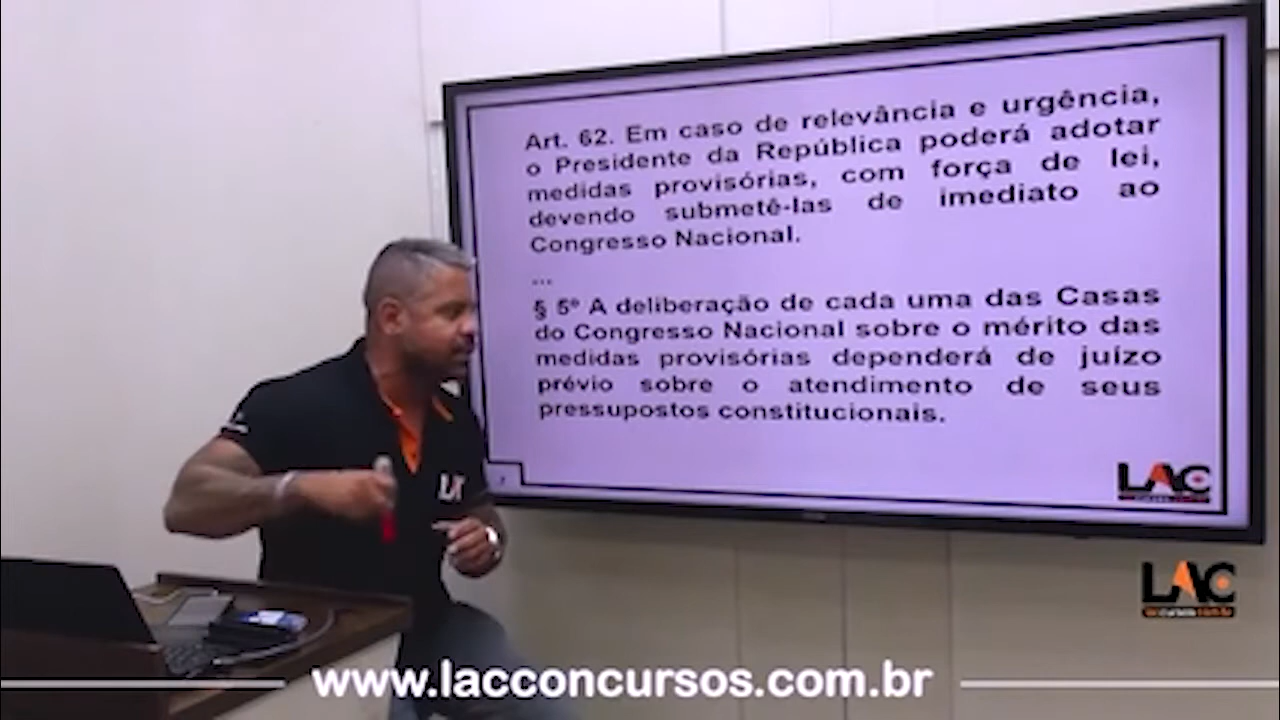 Art. 62. Em caso de relevância e urgência,
o Presidente da República poderá adotar
medidas provisórias, com força de lei,
devendo submetê-las de imediato ao
Congresso Nacional.
...
§ 5º A deliberação de cada uma das Casas
do Congresso Nacional sobre o mérito das
medidas provisórias dependerá de juízo
prévio sobre o atendimento de seus
pressupostos constitucionais.
7
LAC
LAC
LAC
www.lacconcursos.com.br